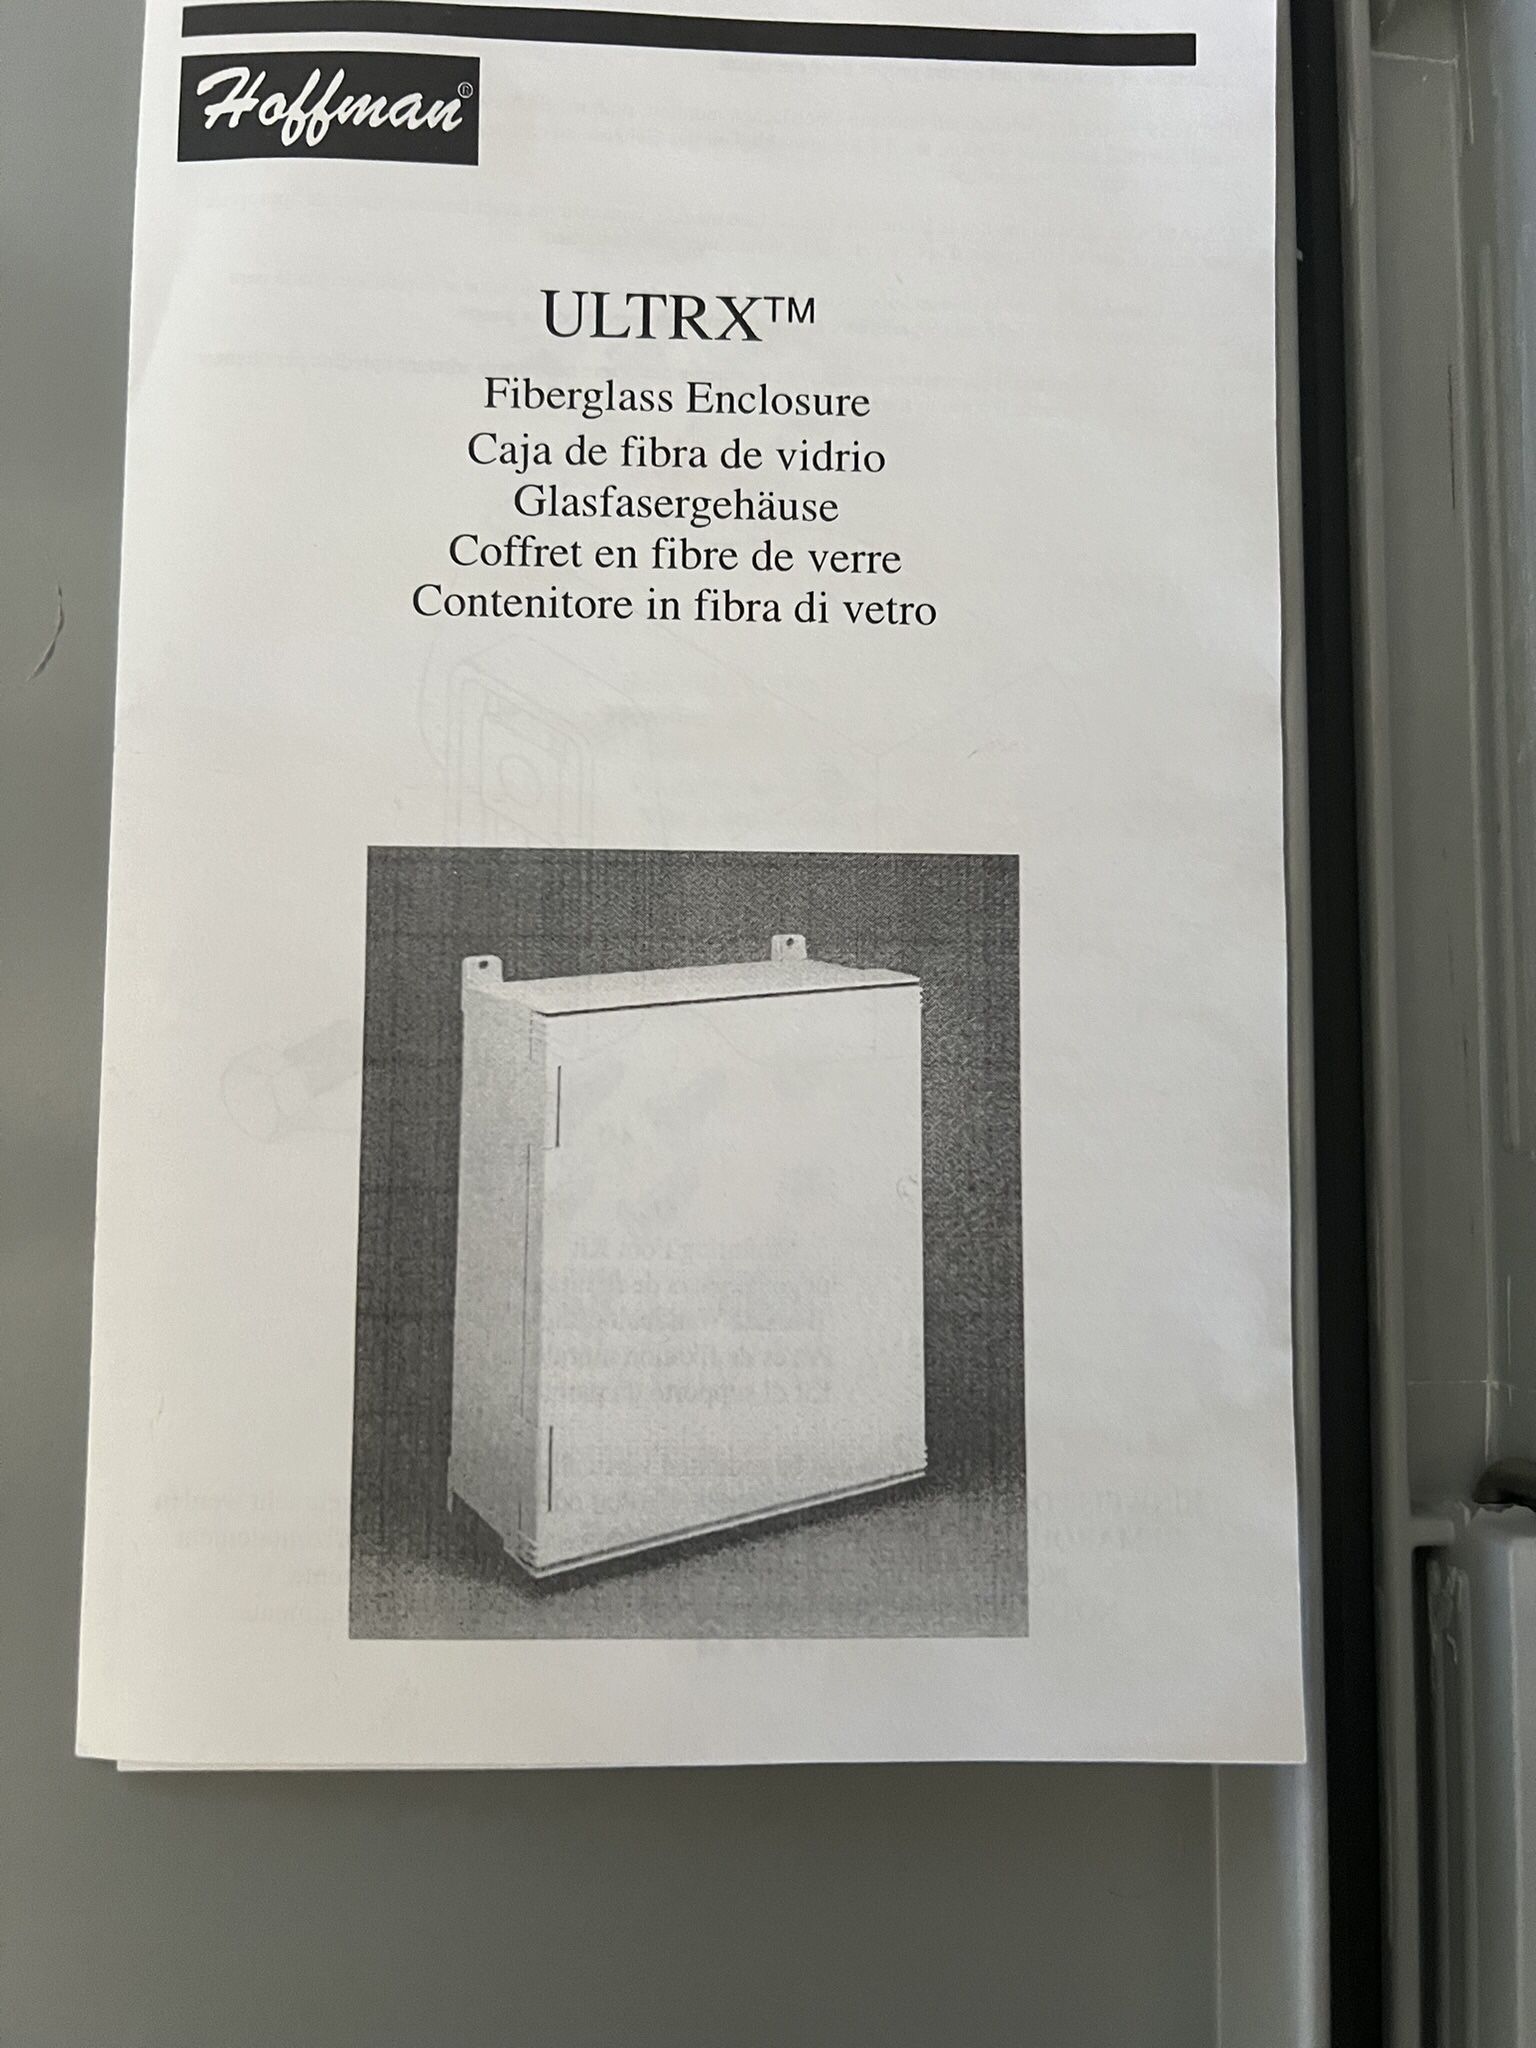 Hoffman®
ULTRX™
Fiberglass Enclosure
Caja de fibra de vidrio
Glasfasergehäuse
Coffret en fibre de verre
Contenitore in fibra di vetro